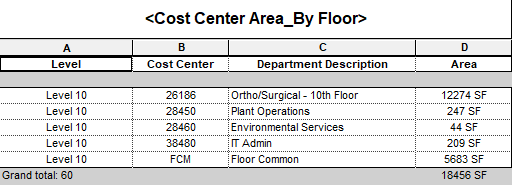 <Cost Center Area_By Floor>
A B C D
Level Cost Center Department Description Area
Level 10 26186 Ortho/Surgical - 10th Floor 12274 SF
Level 10 28450 Plant Operations 247 SF
Level 10 28460 Environmental Services 44 SF
Level 10 38480 IT Admin 209 SF
Level 10 FCM Floor Common 5683 SF
Grand total: 60 18456 SF